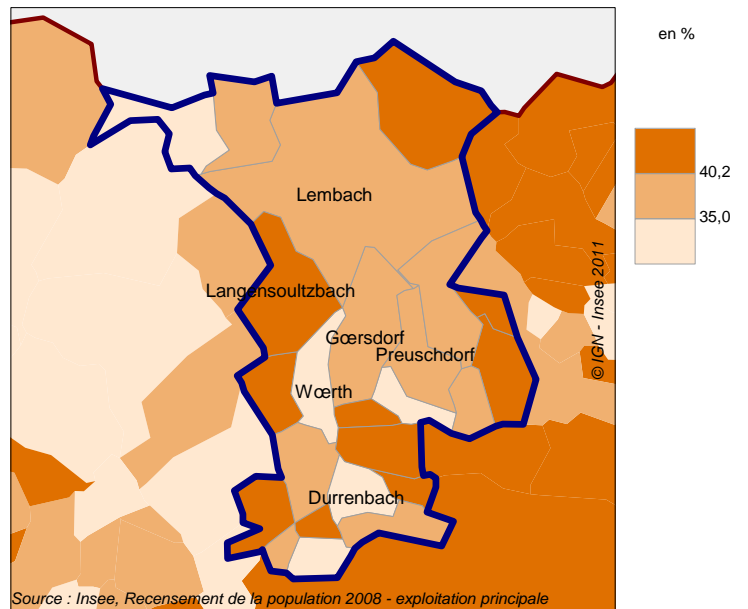 en %
40,2
35,0
Lembach
Langensoultzbach
Gœrsdorf
Preuschdorf
Wœrth
Durrenbach
© IGN - Insee 2011
Source : Insee, Recensement de la population 2008 - exploitation principale